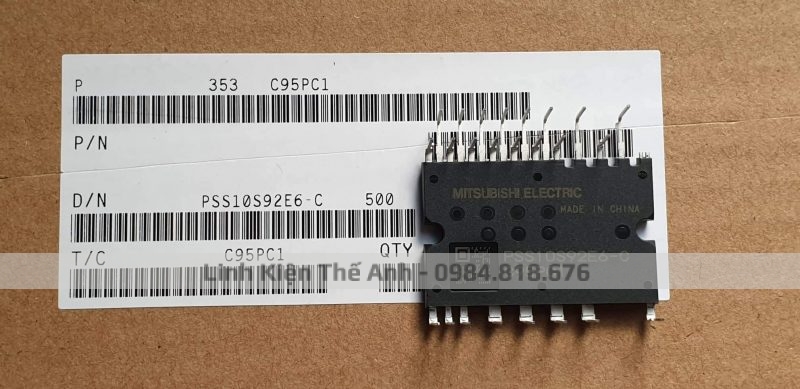 P 353 C95PC1
P/N
D/N PSS10S92E6-C 500
T/C C95PC1 QTY
MITSUBISHI ELECTRIC
MADE IN CHINA
PSS10S92E6-C
Linh Kiện Thế Anh - 0984.818.676